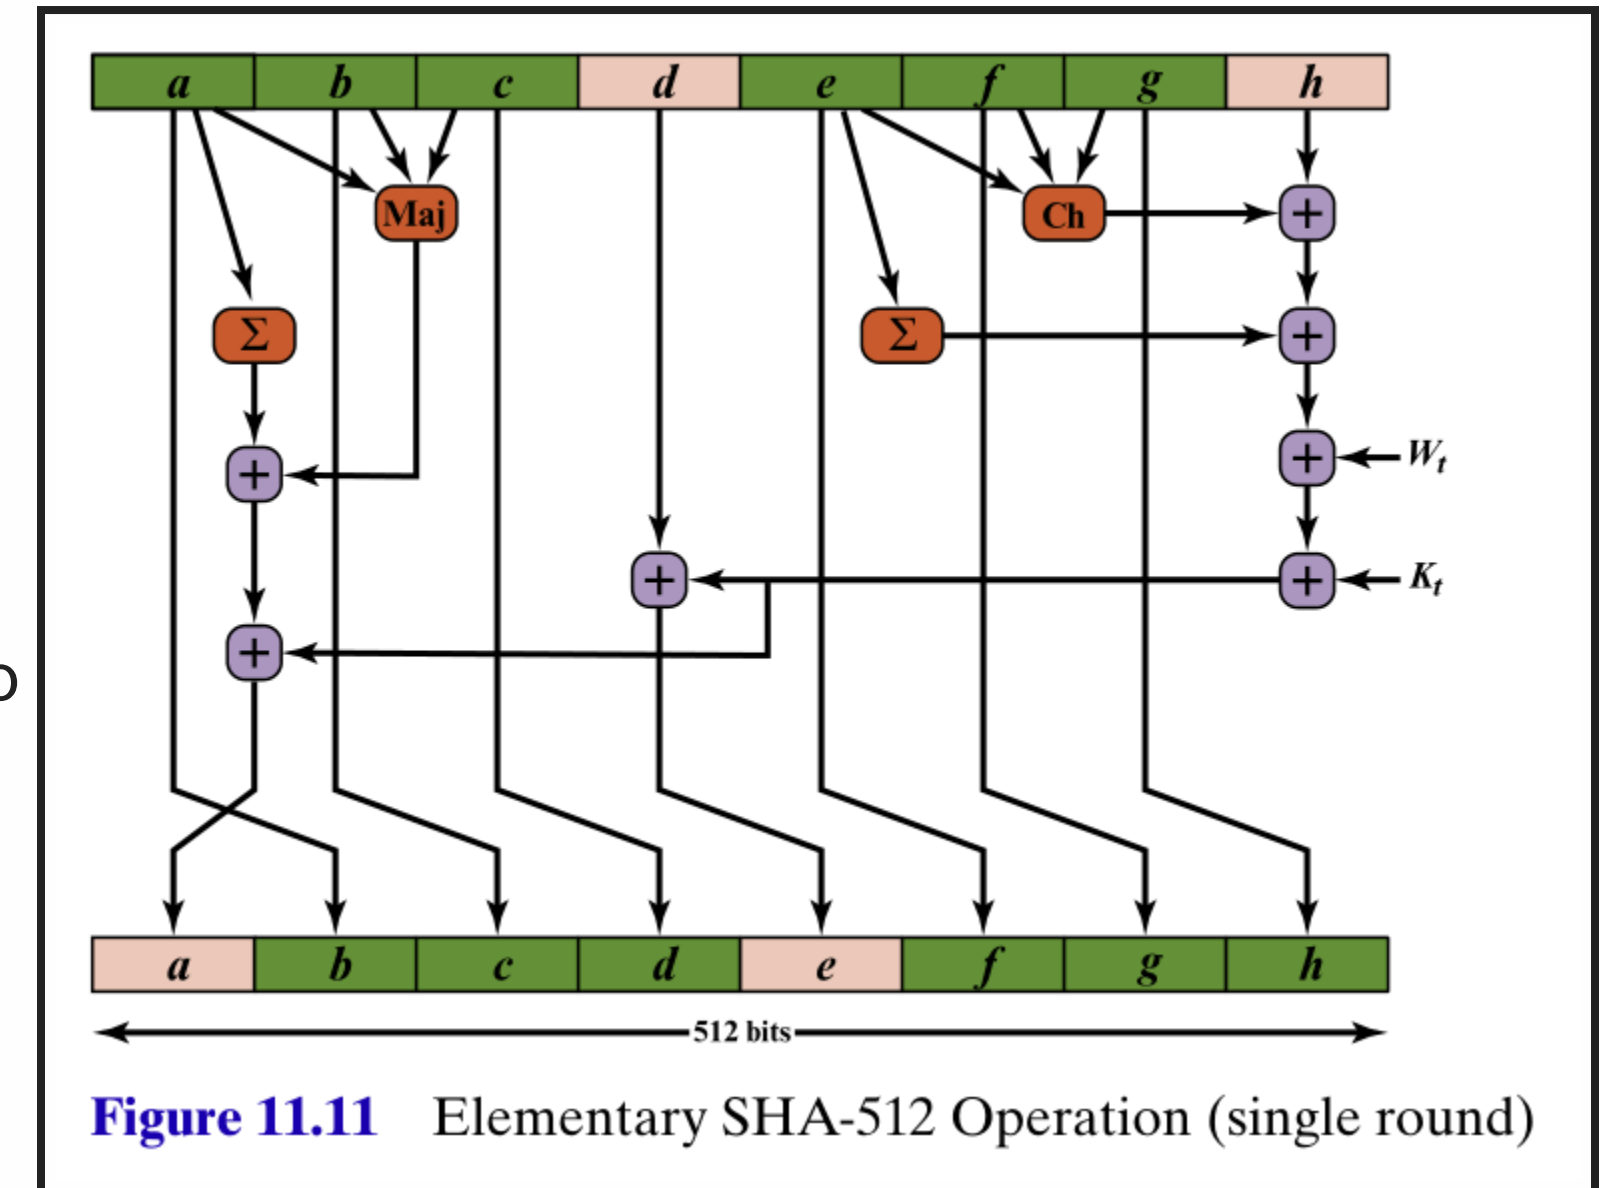 a b c d e f g h
Maj Ch +
Σ Σ +
+ Wt
+
+ + Kt
+
o
a b c d e f g h
512 bits
Figure 11.11 Elementary SHA-512 Operation (single round)